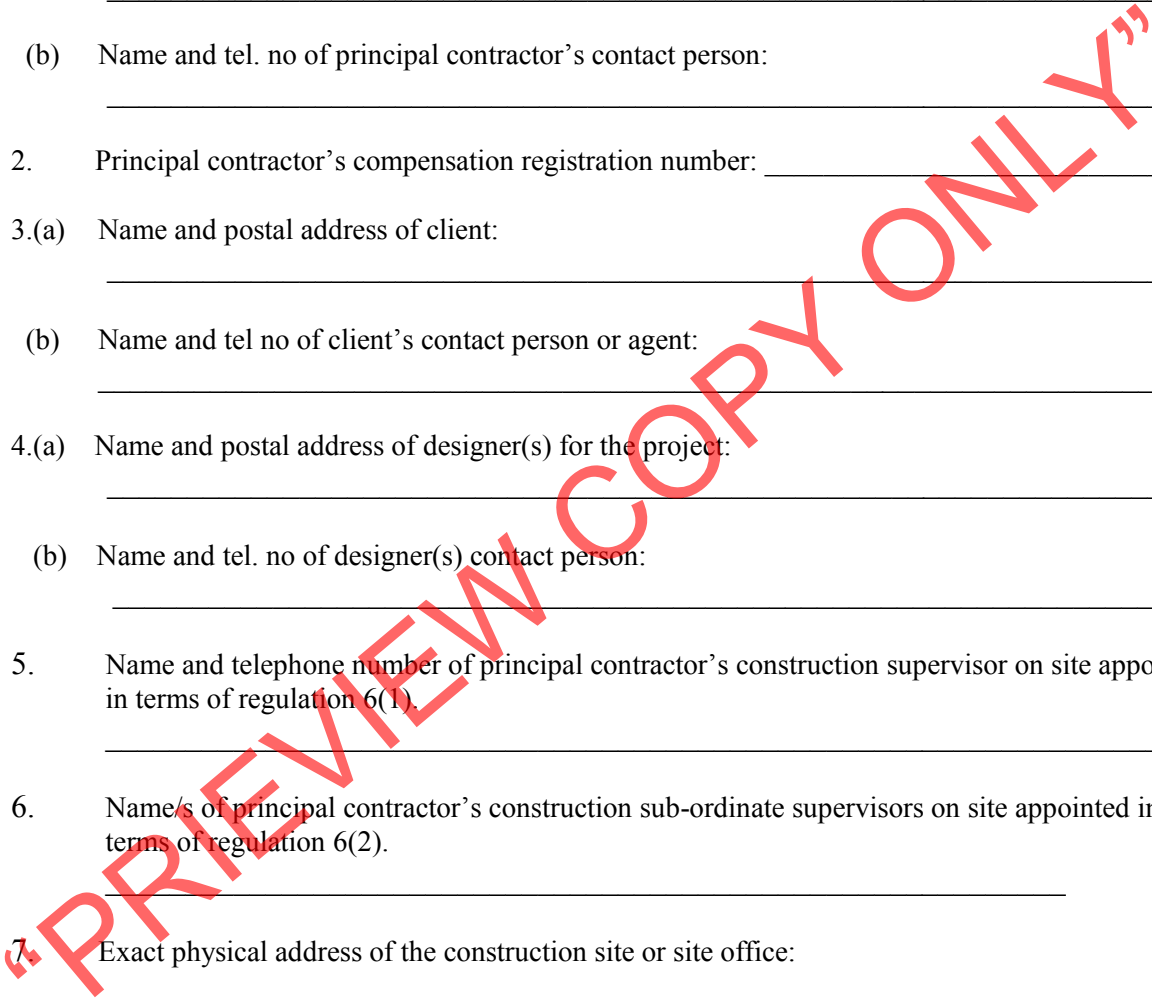 (b) Name and tel. no of principal contractor’s contact person:
2. Principal contractor’s compensation registration number:
3.(a) Name and postal address of client:
(b) Name and tel no of client’s contact person or agent:
4.(a) Name and postal address of designer(s) for the project:
(b) Name and tel. no of designer(s) contact person:
5. Name and telephone number of principal contractor’s construction supervisor on site appo
in terms of regulation 6(1).
6. Name/s of principal contractor’s construction sub-ordinate supervisors on site appointed in
terms of regulation 6(2).
7. Exact physical address of the construction site or site office:
“PRIEVIEW COPY ONLY”